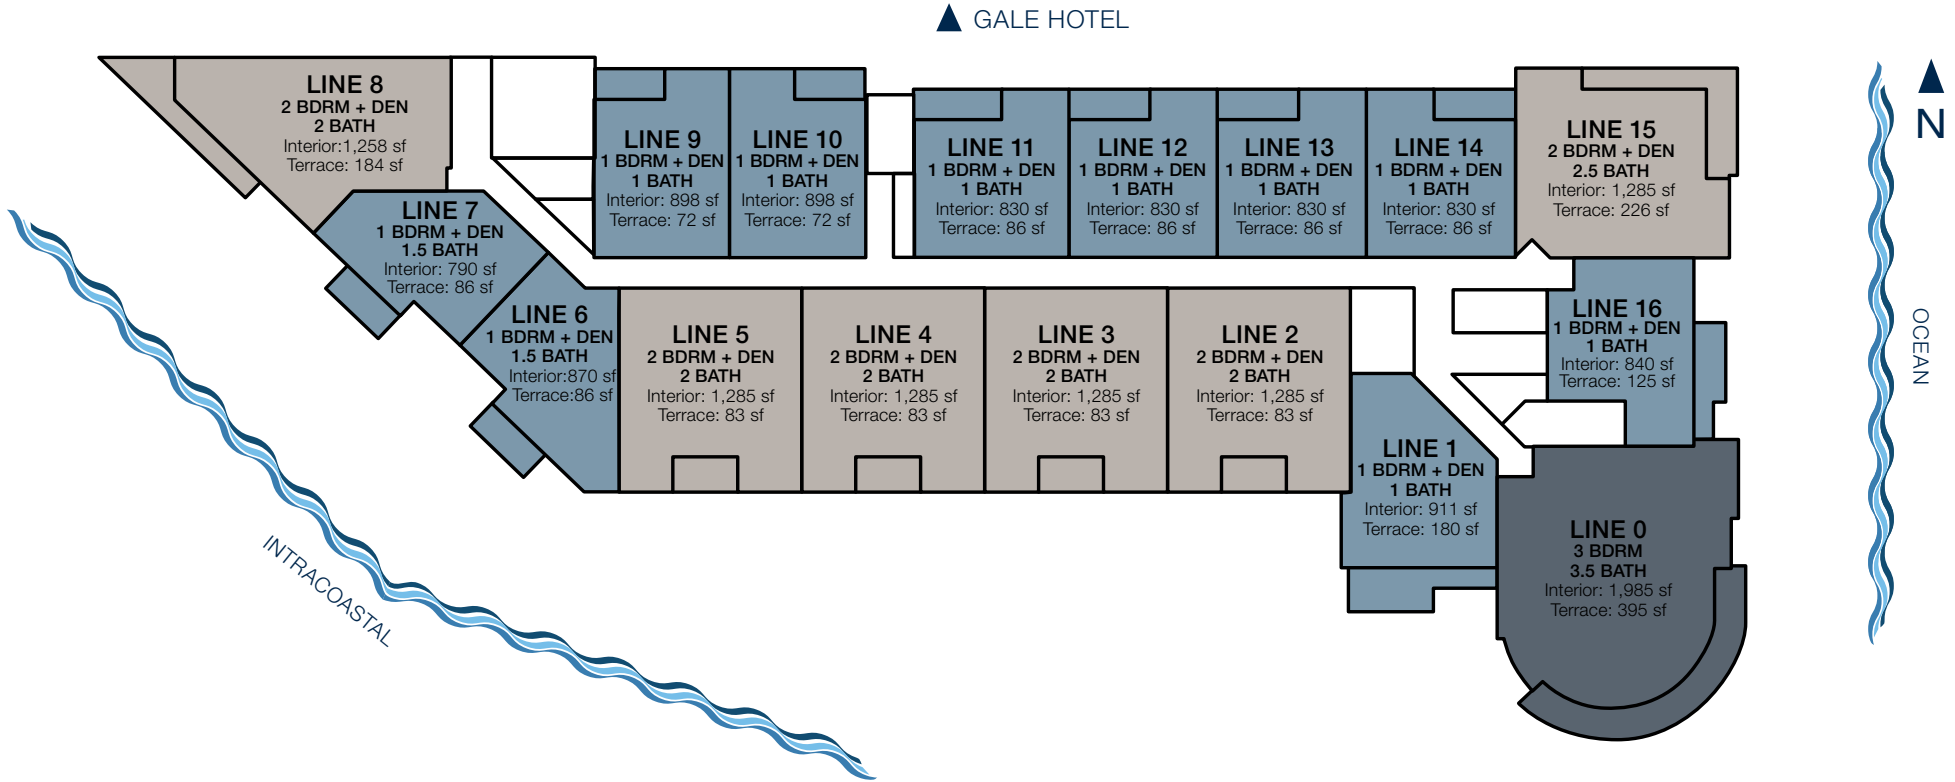 GALE HOTEL
N
OCEAN
INTRACOASTAL
LINE 8
2 BDRM + DEN
2 BATH
Interior:1,258 sf
Terrace: 184 sf
LINE 9
1 BDRM + DEN
1 BATH
Interior: 898 sf
Terrace: 72 sf
LINE 10
1 BDRM + DEN
1 BATH
Interior: 898 sf
Terrace: 72 sf
LINE 11
1 BDRM + DEN
1 BATH
Interior: 830 sf
Terrace: 86 sf
LINE 12
1 BDRM + DEN
1 BATH
Interior: 830 sf
Terrace: 86 sf
LINE 13
1 BDRM + DEN
1 BATH
Interior: 830 sf
Terrace: 86 sf
LINE 14
1 BDRM + DEN
1 BATH
Interior: 830 sf
Terrace: 86 sf
LINE 15
2 BDRM + DEN
2.5 BATH
Interior: 1,285 sf
Terrace: 226 sf
LINE 7
1 BDRM + DEN
1.5 BATH
Interior: 790 sf
Terrace: 86 sf
LINE 6
1 BDRM + DEN
1.5 BATH
Interior:870 sf
Terrace:86 sf
LINE 5
2 BDRM + DEN
2 BATH
Interior: 1,285 sf
Terrace: 83 sf
LINE 4
2 BDRM + DEN
2 BATH
Interior: 1,285 sf
Terrace: 83 sf
LINE 3
2 BDRM + DEN
2 BATH
Interior: 1,285 sf
Terrace: 83 sf
LINE 2
2 BDRM + DEN
2 BATH
Interior: 1,285 sf
Terrace: 83 sf
LINE 16
1 BDRM + DEN
1 BATH
Interior: 840 sf
Terrace: 125 sf
LINE 1
1 BDRM + DEN
1 BATH
Interior: 911 sf
Terrace: 180 sf
LINE 0
3 BDRM
3.5 BATH
Interior: 1,985 sf
Terrace: 395 sf